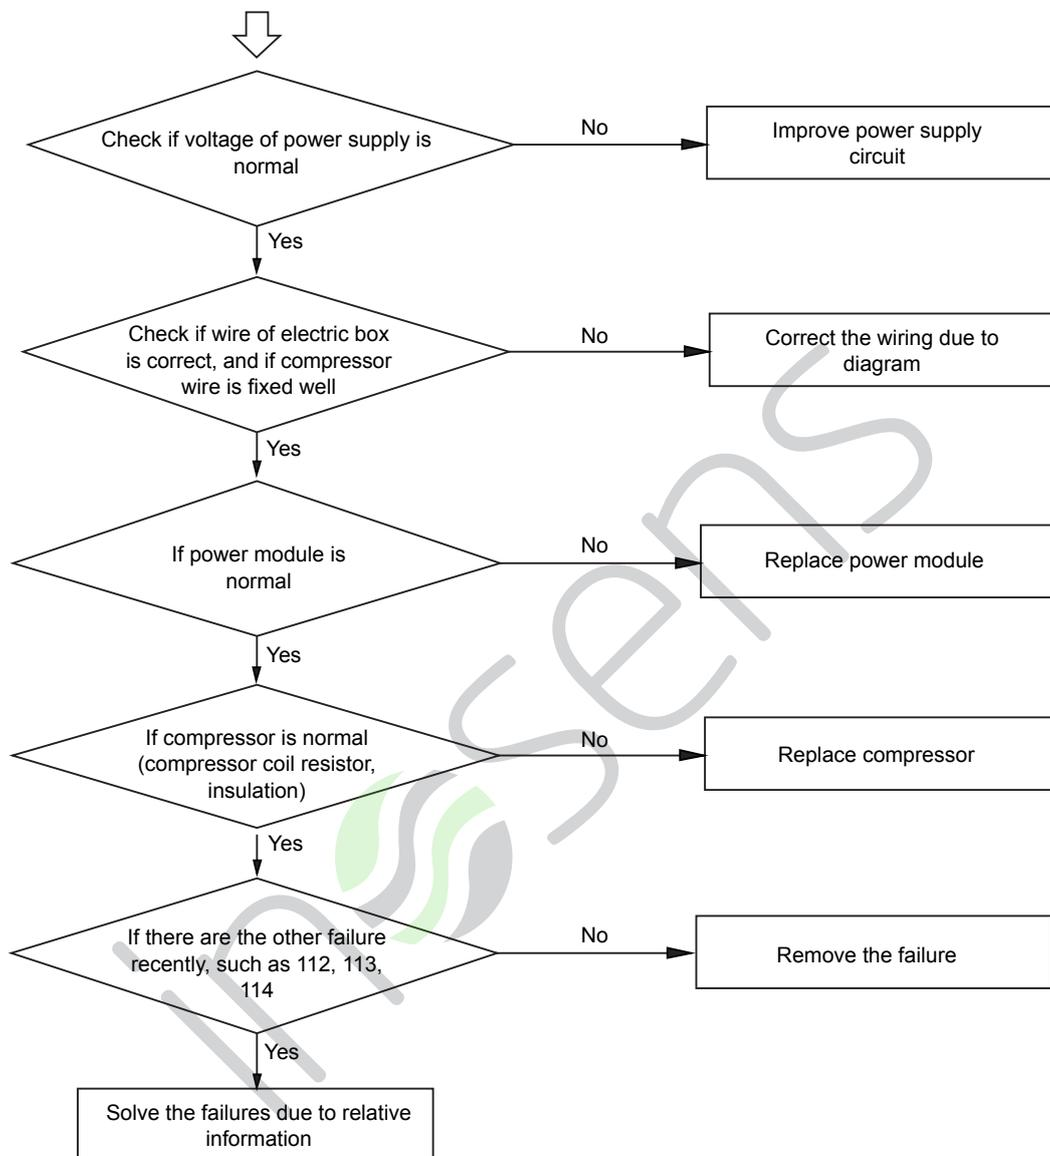 Check if voltage of power supply is
normal
No
Improve power supply
circuit
Yes
Check if wire of electric box
is correct, and if compressor
wire is fixed well
No
Correct the wiring due to
diagram
Yes
If power module is
normal
No
Replace power module
Yes
If compressor is normal
(compressor coil resistor,
insulation)
No
Replace compressor
Yes
If there are the other failure
recently, such as 112, 113,
114
No
Remove the failure
Yes
Solve the failures due to relative
information
insens